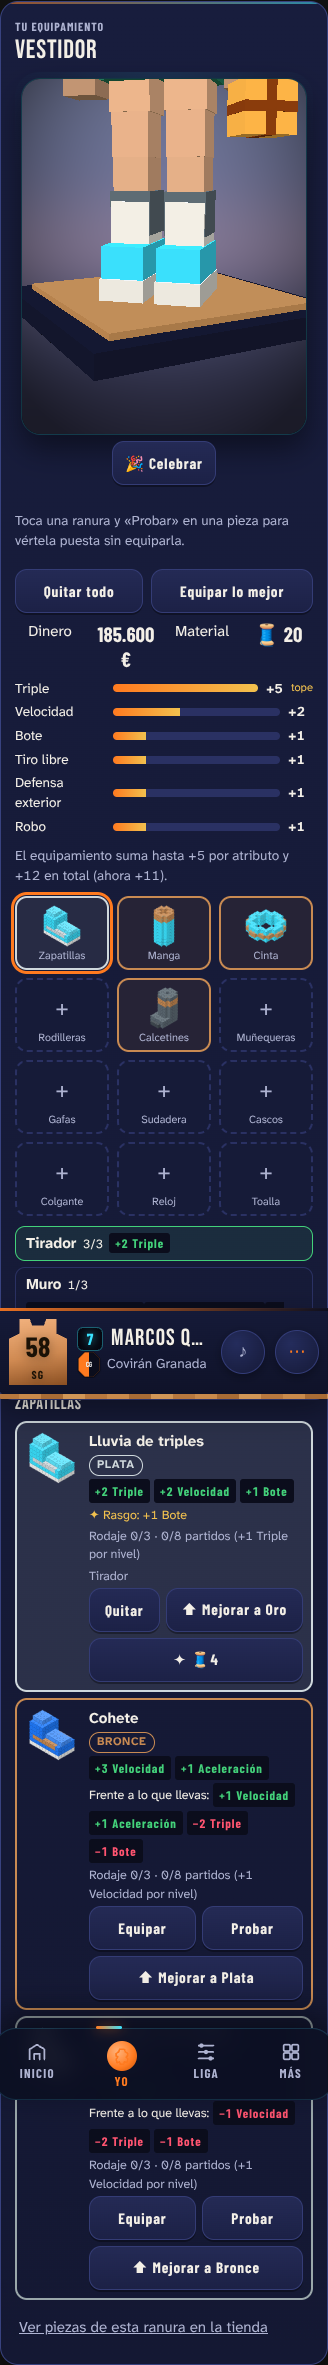 TU EQUIPAMIENTO
VESTIDOR
🎉 Celebrar
Toca una ranura y «Probar» en una pieza para
vértela puesta sin equiparla.
Quitar todo
Equipar lo mejor
Dinero 185.600 Material 🧵 20
€
Triple +5 tope
Velocidad +2
Bote +1
Tiro libre +1
Defensa
exterior +1
Robo +1
El equipamiento suma hasta +5 por atributo y
+12 en total (ahora +11).
Zapatillas Manga Cinta
+ + +
Rodilleras Calcetines Muñequeras
+ + +
Gafas Sudadera Cascos
+ + +
Colgante Reloj Toalla
Tirador 3/3 +2 Triple
Muro 1/3
58 SG
7 MARCOS Q...
CG Covirán Granada
♪ ⋯
ZAPATILLAS
Lluvia de triples
PLATA
+2 Triple +2 Velocidad +1 Bote
✦ Rasgo: +1 Bote
Rodaje 0/3 · 0/8 partidos (+1 Triple
por nivel)
Tirador
Quitar
⬆ Mejorar a Oro
✦ 🧵4
Cohete
BRONCE
+3 Velocidad +1 Aceleración
Frente a lo que llevas: +1 Velocidad
+1 Aceleración −2 Triple
−1 Bote
Rodaje 0/3 · 0/8 partidos (+1
Velocidad por nivel)
Equipar
Probar
⬆ Mejorar a Plata
INICIO YO LIGA MÁS
Frente a lo que llevas: −1 Velocidad
−2 Triple −1 Bote
Rodaje 0/3 · 0/8 partidos (+1
Velocidad por nivel)
Equipar
Probar
⬆ Mejorar a Bronce
Ver piezas de esta ranura en la tienda